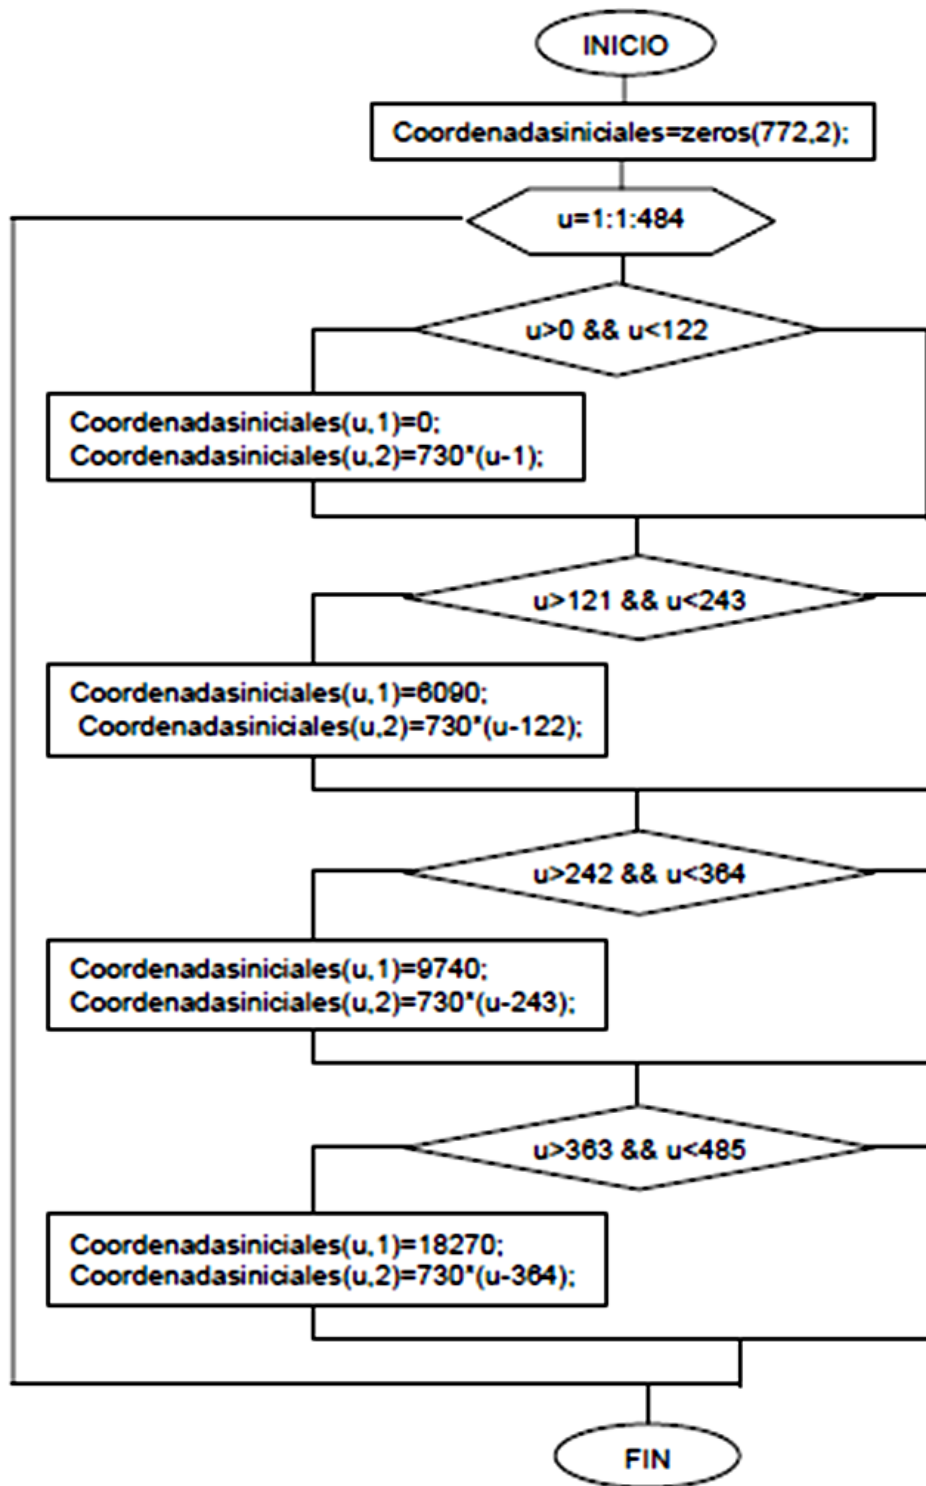 INICIO
Coordenadasiniciales=zeros(772,2);
u=1:1:484
u>0 && u<122
Coordenadasiniciales(u,1)=0;
Coordenadasiniciales(u,2)=730*(u-1);
u>121 && u<243
Coordenadasiniciales(u,1)=6090;
Coordenadasiniciales(u,2)=730*(u-122);
u>242 && u<364
Coordenadasiniciales(u,1)=9740;
Coordenadasiniciales(u,2)=730*(u-243);
u>363 && u<485
Coordenadasiniciales(u,1)=18270;
Coordenadasiniciales(u,2)=730*(u-364);
FIN